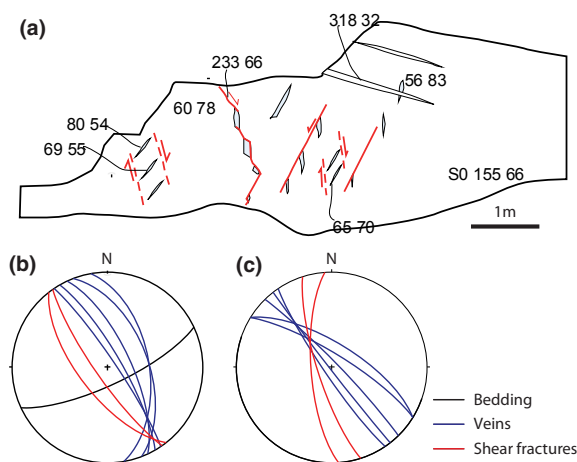 (a)
318 32
233 66
56 83
60 78
80 54
69 55
S0 155 66
65 70
1m
(b)
N
(c)
N
Bedding
Veins
Shear fractures